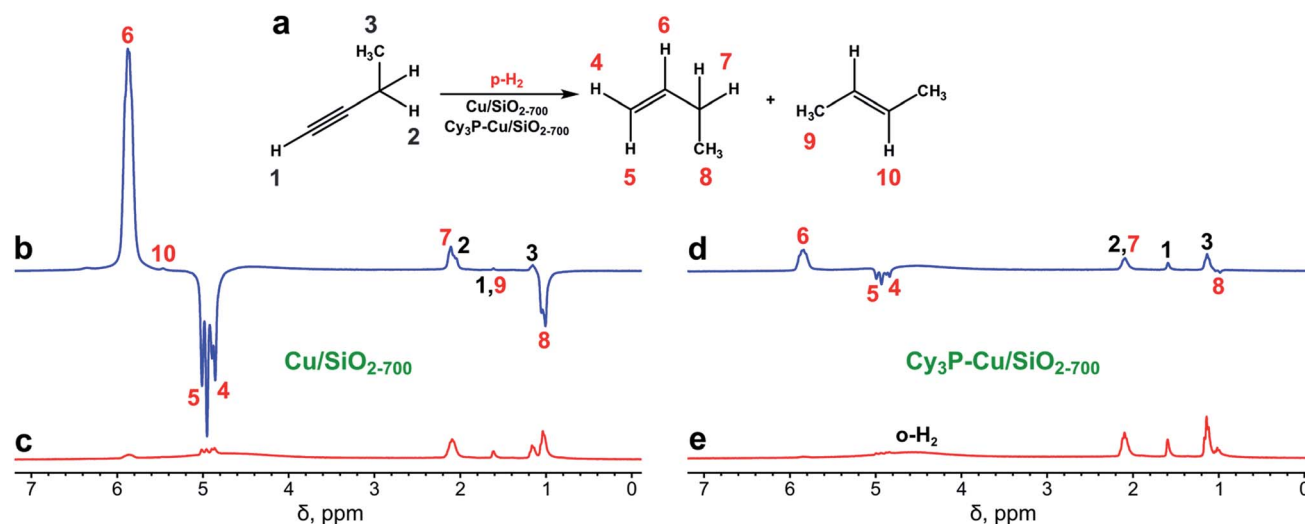 a
3
H₃C
H
H
2
H
1
p-H₂
Cu/SiO₂₋₇₀₀
Cy₃P-Cu/SiO₂₋₇₀₀
6
H
H
7
4
H
H
H
5
CH₃
8
+
H
CH₃
H₃C
9
H
10
b
6
10
5
4
7
2
1,9
3
8
Cu/SiO₂₋₇₀₀
c
7 6 5 4 3 2 1 0
δ, ppm
d
6
5
4
2,7
1
3
8
Cy₃P-Cu/SiO₂₋₇₀₀
e
o-H₂
7 6 5 4 3 2 1 0
δ, ppm